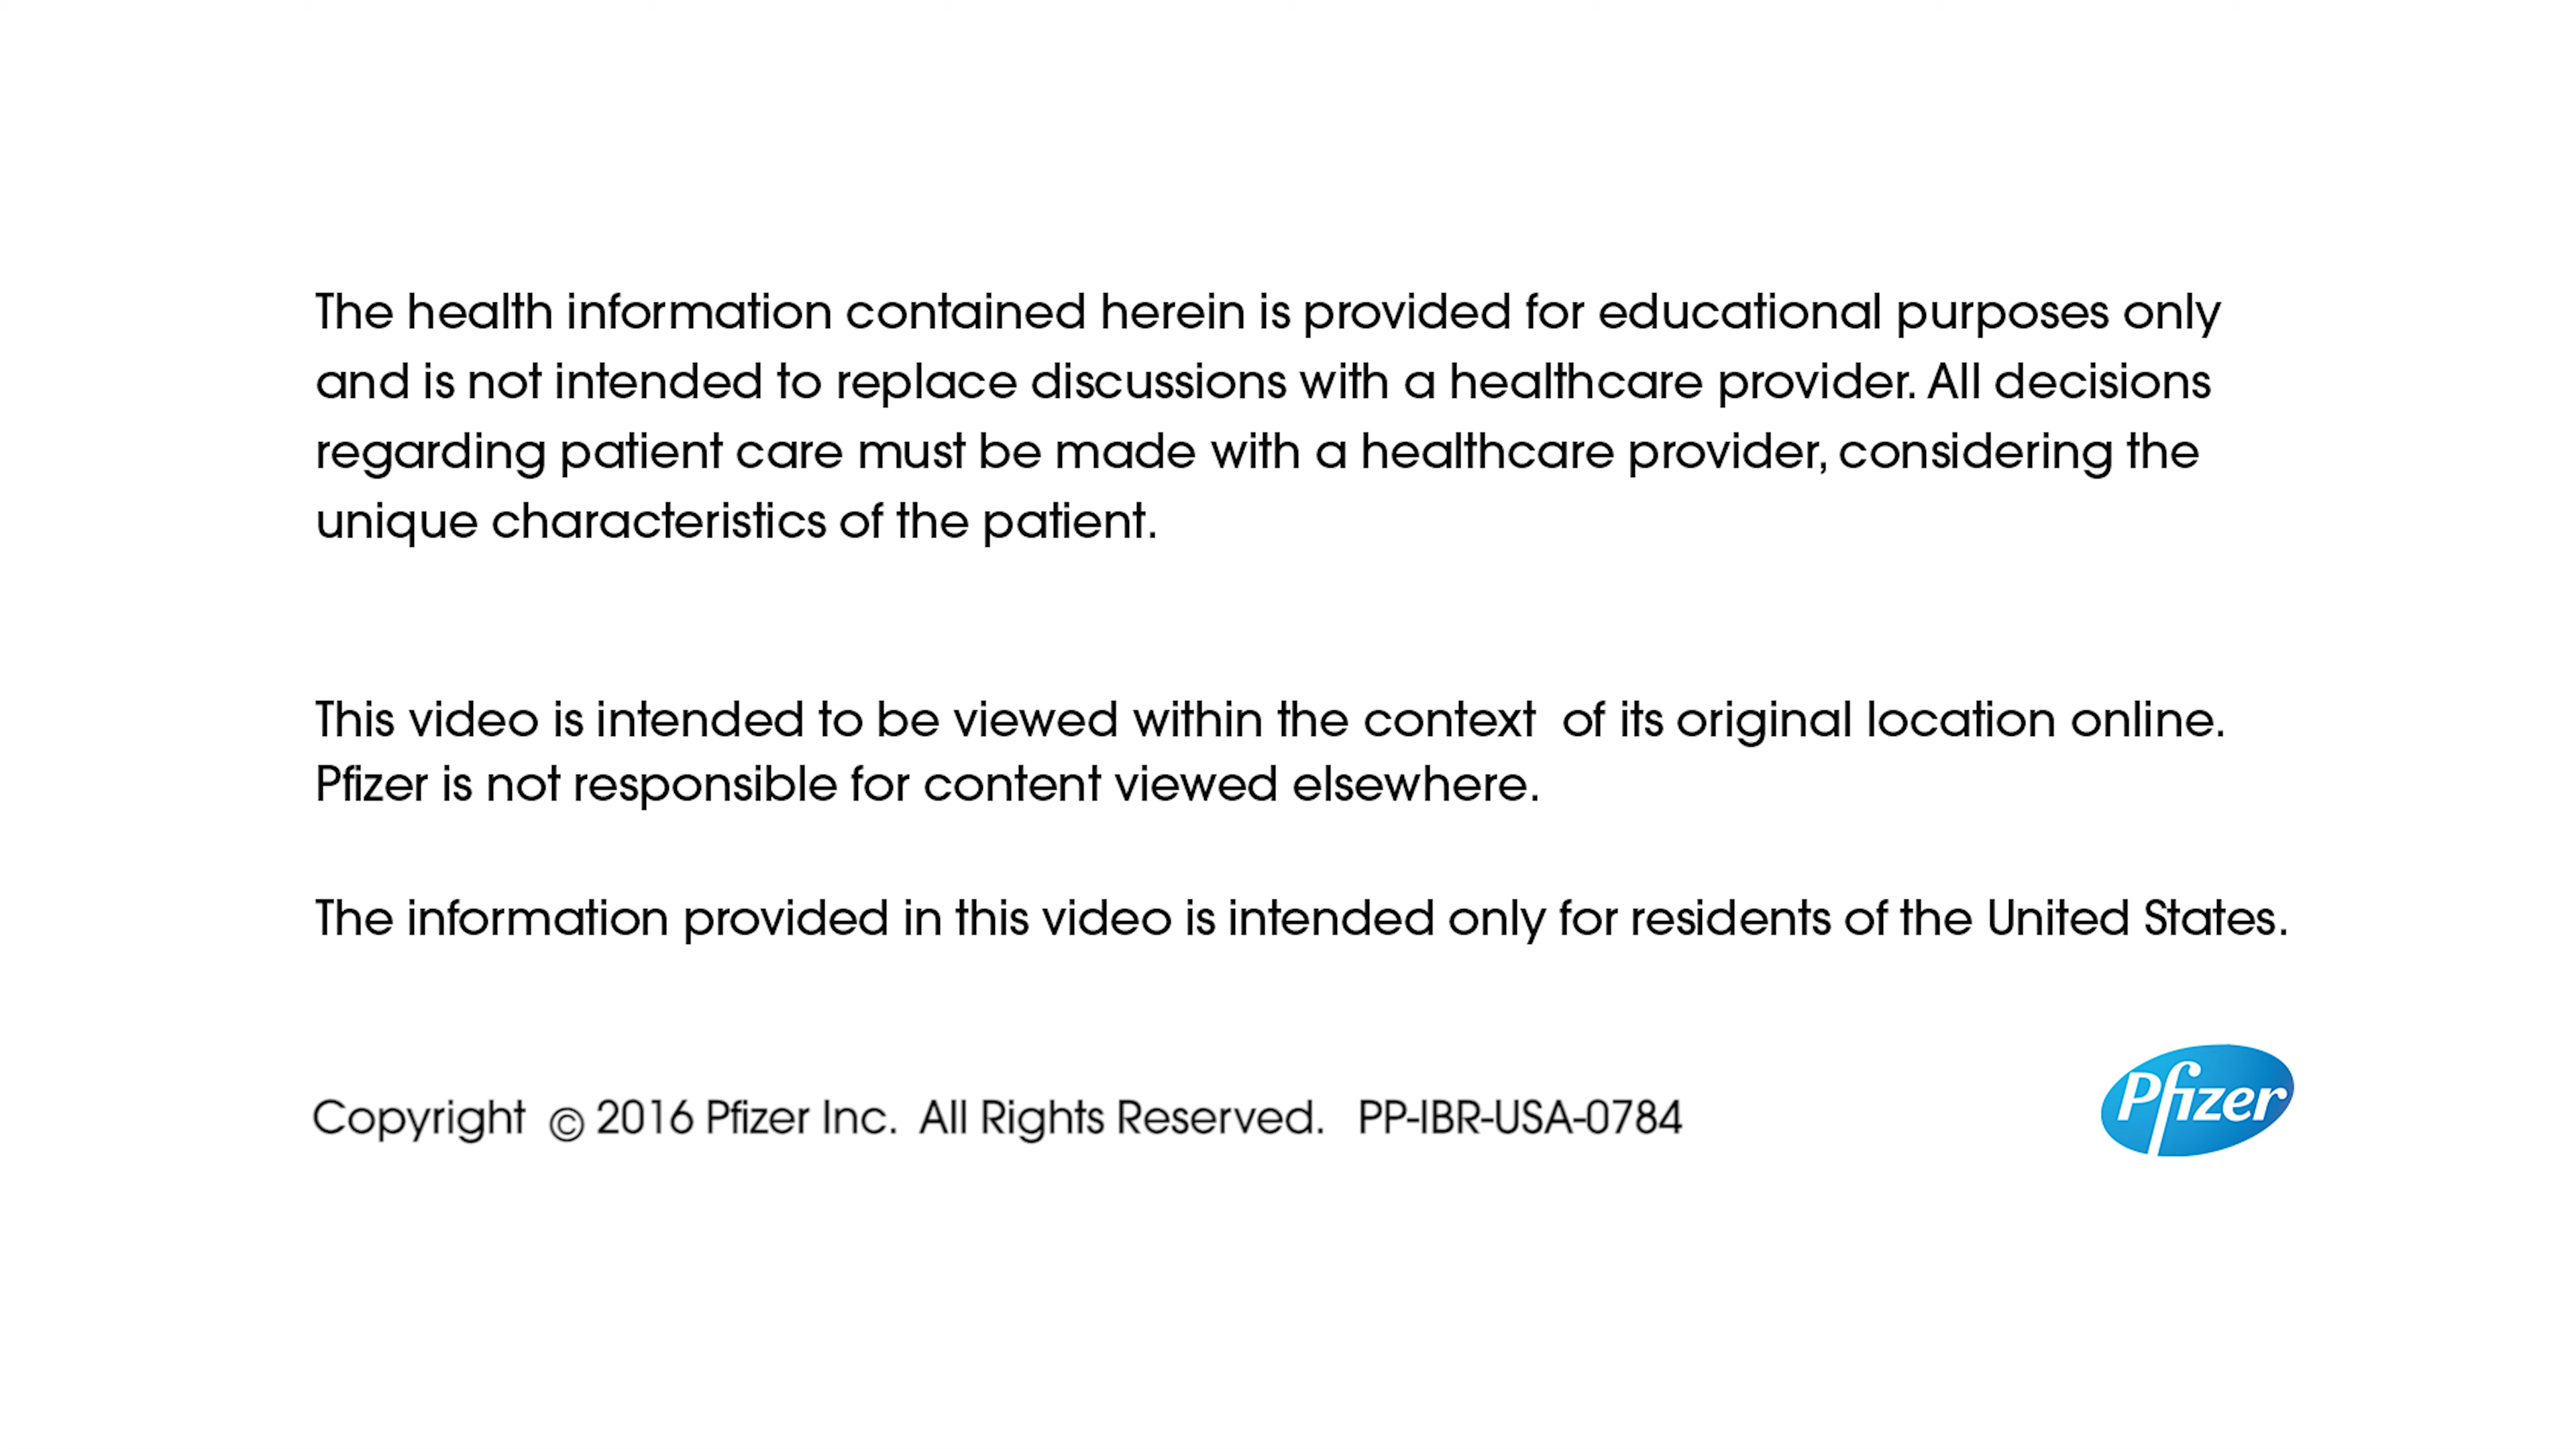 The health information contained herein is provided for educational purposes only
and is not intended to replace discussions with a healthcare provider. All decisions
regarding patient care must be made with a healthcare provider, considering the
unique characteristics of the patient.
This video is intended to be viewed within the context  of its original location online.
Pfizer is not responsible for content viewed elsewhere.
The information provided in this video is intended only for residents of the United States.
Copyright © 2016 Pfizer Inc.  All Rights Reserved.   PP-IBR-USA-0784
Pfizer